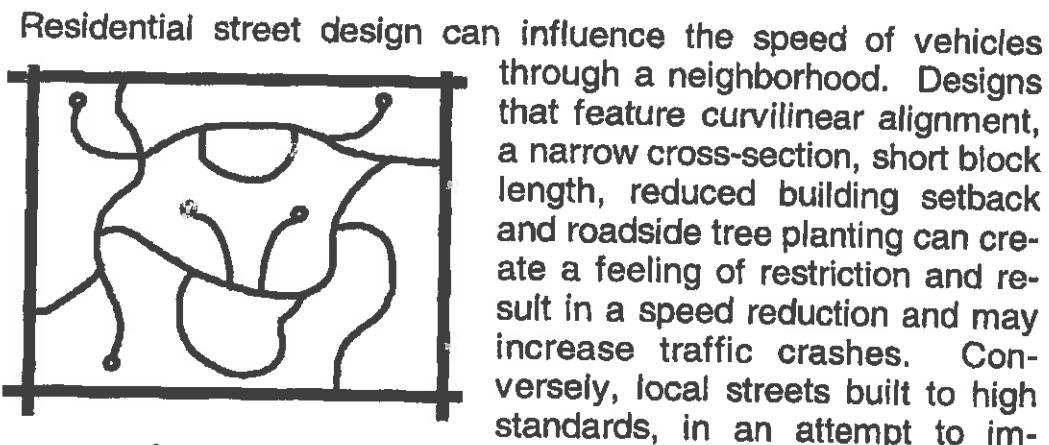 Residential street design can influence the speed of vehicles
through a neighborhood. Designs
that feature curvilinear alignment,
a narrow cross-section, short block
length, reduced building setback
and roadside tree planting can cre-
ate a feeling of restriction and re-
sult in a speed reduction and may
increase traffic crashes. Con-
versely, local streets built to high
standards, in an attempt to im-